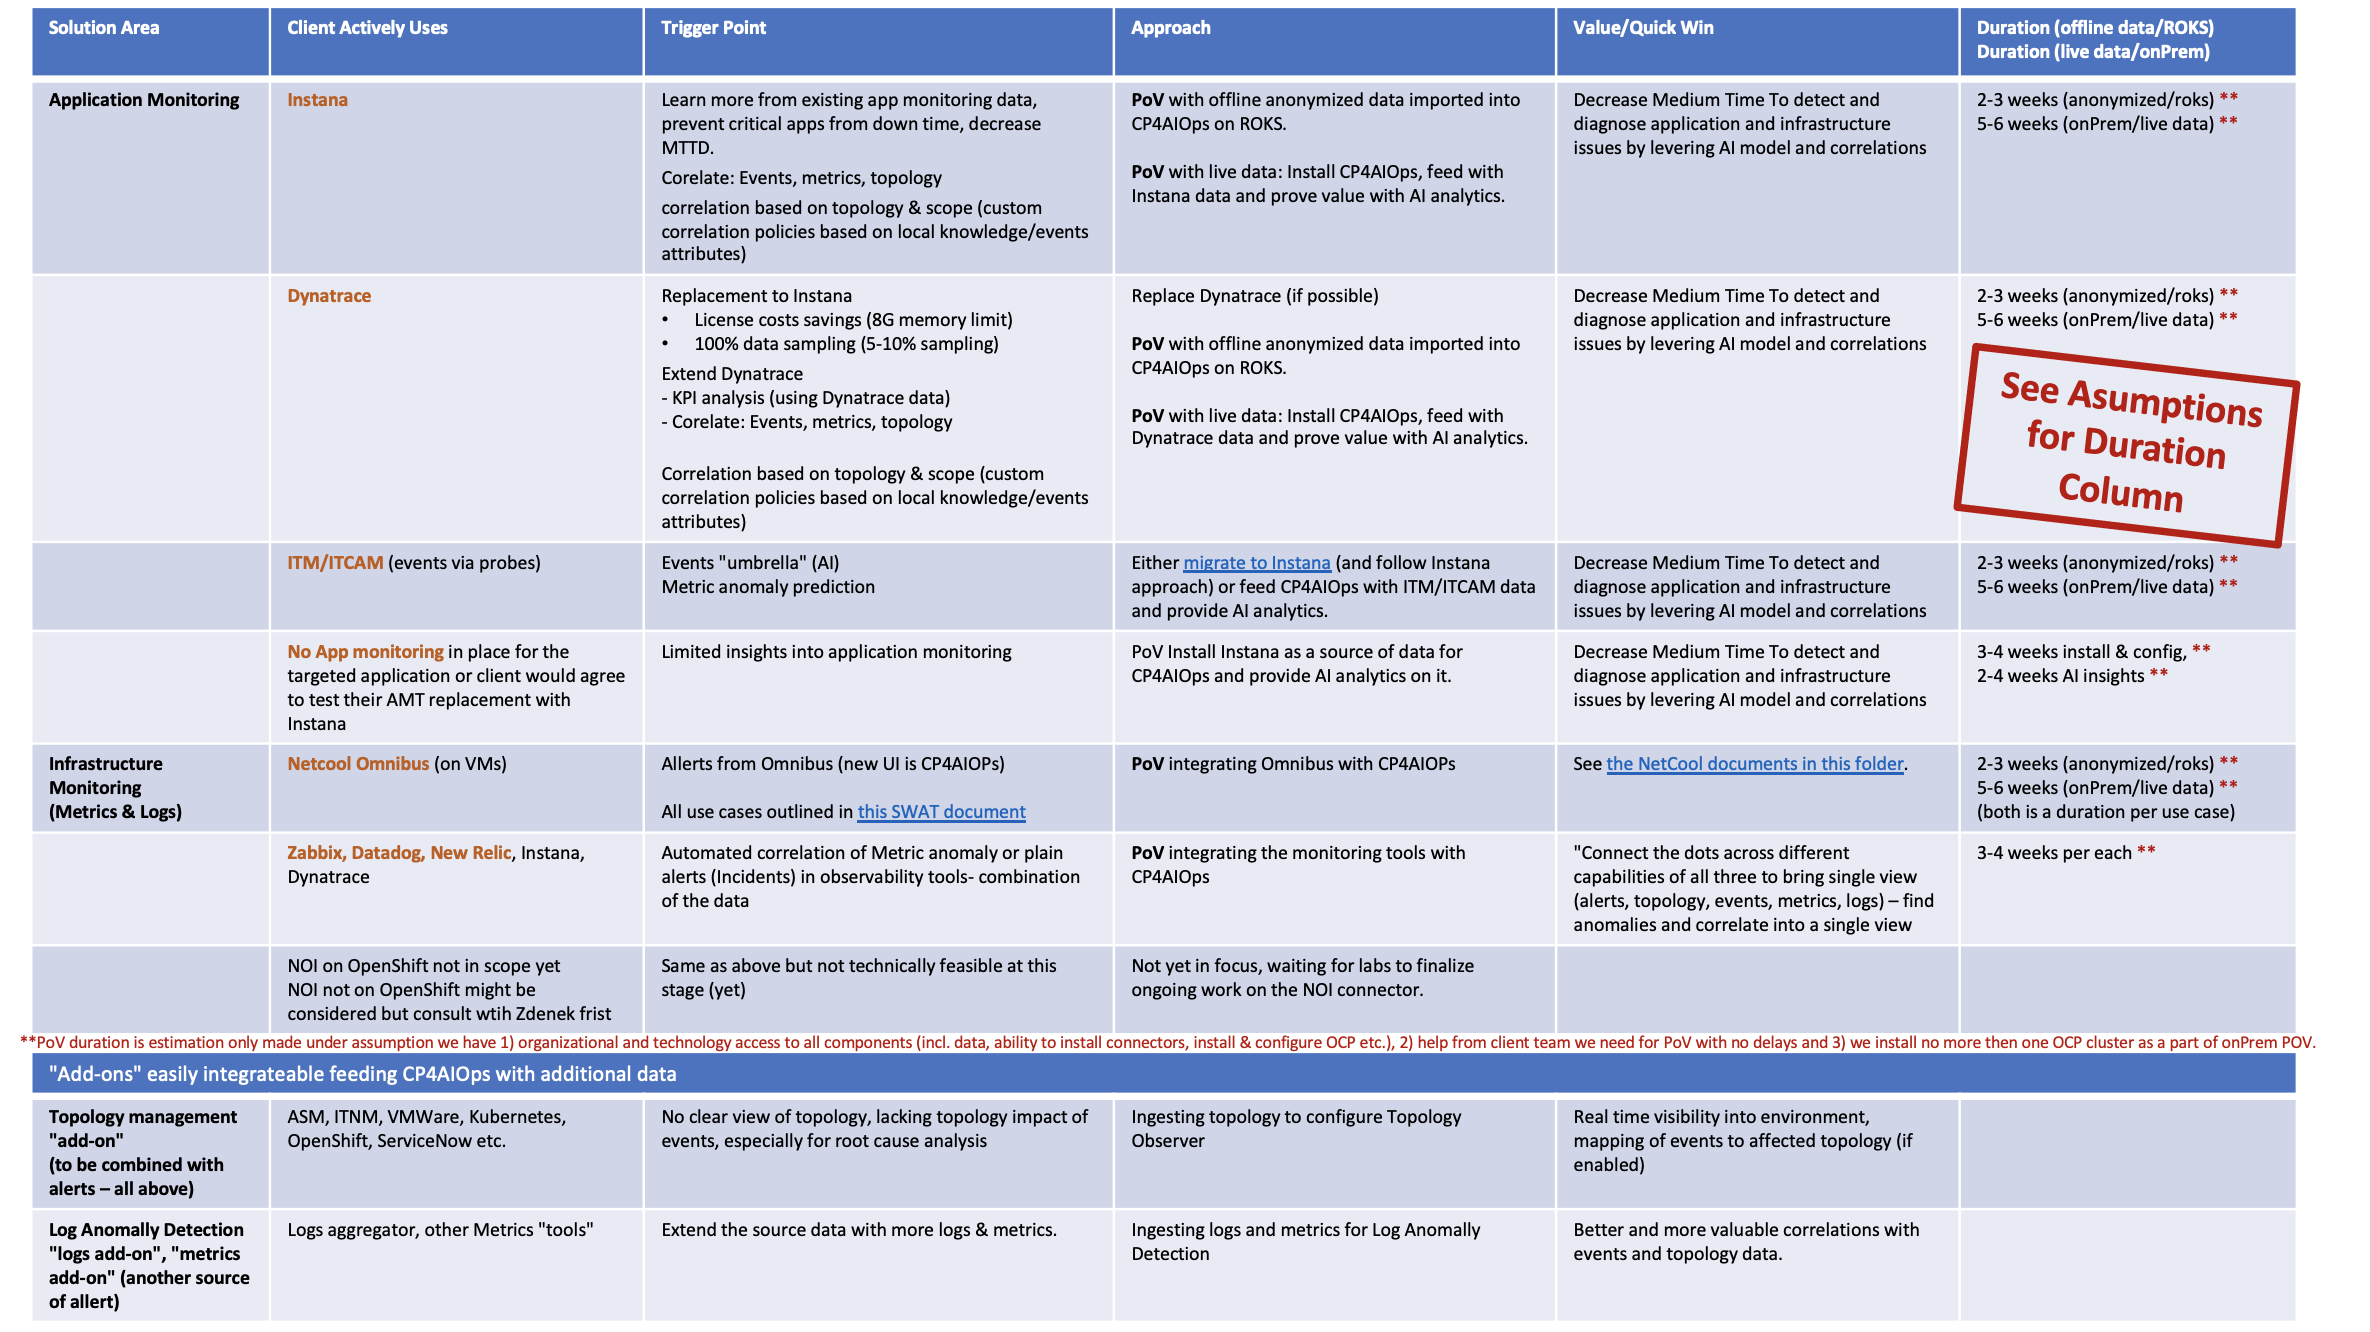 Solution Area
Client Actively Uses
Trigger Point
Approach
Value/Quick Win
Duration (offline data/ROKS)
Duration (live data/onPrem)
Application Monitoring
Instana
Learn more from existing app monitoring data,
prevent critical apps from down time, decrease
MTTD.
Corelate: Events, metrics, topology
correlation based on topology & scope (custom
correlation policies based on local knowledge/events
attributes)
PoV with offline anonymized data imported into
CP4AIOps on ROKS.
PoV with live data: Install CP4AIOps, feed with
Instana data and prove value with AI analytics.
Decrease Medium Time To detect and
diagnose application and infrastructure
issues by levering AI model and correlations
2-3 weeks (anonymized/roks) **
5-6 weeks (onPrem/live data) **
Dynatrace
Replacement to Instana
• License costs savings (8G memory limit)
• 100% data sampling (5-10% sampling)
Extend Dynatrace
- KPI analysis (using Dynatrace data)
- Corelate: Events, metrics, topology
Correlation based on topology & scope (custom
correlation policies based on local knowledge/events
attributes)
Replace Dynatrace (if possible)
PoV with offline anonymized data imported into
CP4AIOps on ROKS.
PoV with live data: Install CP4AIOps, feed with
Dynatrace data and prove value with AI analytics.
Decrease Medium Time To detect and
diagnose application and infrastructure
issues by levering AI model and correlations
2-3 weeks (anonymized/roks) **
5-6 weeks (onPrem/live data) **
See Asumptions
for Duration
Column
ITM/ITCAM (events via probes)
Events "umbrella" (AI)
Metric anomaly prediction
Either migrate to Instana (and follow Instana
approach) or feed CP4AIOps with ITM/ITCAM data
and provide AI analytics.
Decrease Medium Time To detect and
diagnose application and infrastructure
issues by levering AI model and correlations
2-3 weeks (anonymized/roks) **
5-6 weeks (onPrem/live data) **
No App monitoring in place for the
targeted application or client would agree
to test their AMT replacement with
Instana
Limited insights into application monitoring
PoV Install Instana as a source of data for
CP4AIOps and provide AI analytics on it.
Decrease Medium Time To detect and
diagnose application and infrastructure
issues by levering AI model and correlations
3-4 weeks install & config, **
2-4 weeks AI insights **
Infrastructure
Monitoring
(Metrics & Logs)
Netcool Omnibus (on VMs)
Allerts from Omnibus (new UI is CP4AIOPs)
All use cases outlined in this SWAT document
PoV integrating Omnibus with CP4AIOPs
See the NetCool documents in this folder.
2-3 weeks (anonymized/roks) **
5-6 weeks (onPrem/live data) **
(both is a duration per use case)
Zabbix, Datadog, New Relic, Instana,
Dynatrace
Automated correlation of Metric anomaly or plain
alerts (Incidents) in observability tools- combination
of the data
PoV integrating the monitoring tools with
CP4AIOps
"Connect the dots across different
capabilities of all three to bring single view
(alerts, topology, events, metrics, logs) – find
anomalies and correlate into a single view
3-4 weeks per each **
NOI on OpenShift not in scope yet
NOI not on OpenShift might be
considered but consult wtih Zdenek frist
Same as above but not technically feasible at this
stage (yet)
Not yet in focus, waiting for labs to finalize
ongoing work on the NOI connector.
**PoV duration is estimation only made under assumption we have 1) organizational and technology access to all components (incl. data, ability to install connectors, install & configure OCP etc.), 2) help from client team we need for PoV with no delays and 3) we install no more then one OCP cluster as a part of onPrem POV.
"Add-ons" easily integrateable feeding CP4AIOps with additional data
Topology management
"add-on"
(to be combined with
alerts – all above)
ASM, ITNM, VMWare, Kubernetes,
OpenShift, ServiceNow etc.
No clear view of topology, lacking topology impact of
events, especially for root cause analysis
Ingesting topology to configure Topology
Observer
Real time visibility into environment,
mapping of events to affected topology (if
enabled)
Log Anomally Detection
"logs add-on", "metrics
add-on" (another source
of allert)
Logs aggregator, other Metrics "tools"
Extend the source data with more logs & metrics.
Ingesting logs and metrics for Log Anomally
Detection
Better and more valuable correlations with
events and topology data.